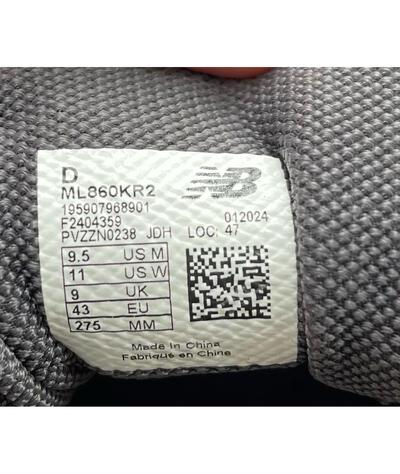 D
NB
ML860KR2
195907968901
F2404359 012024
PVZZN0238 JDH LOC: 47
9.5 US M
11 US W
9 UK
43 EU
275 MM
Made in China
Fabriqué en Chine